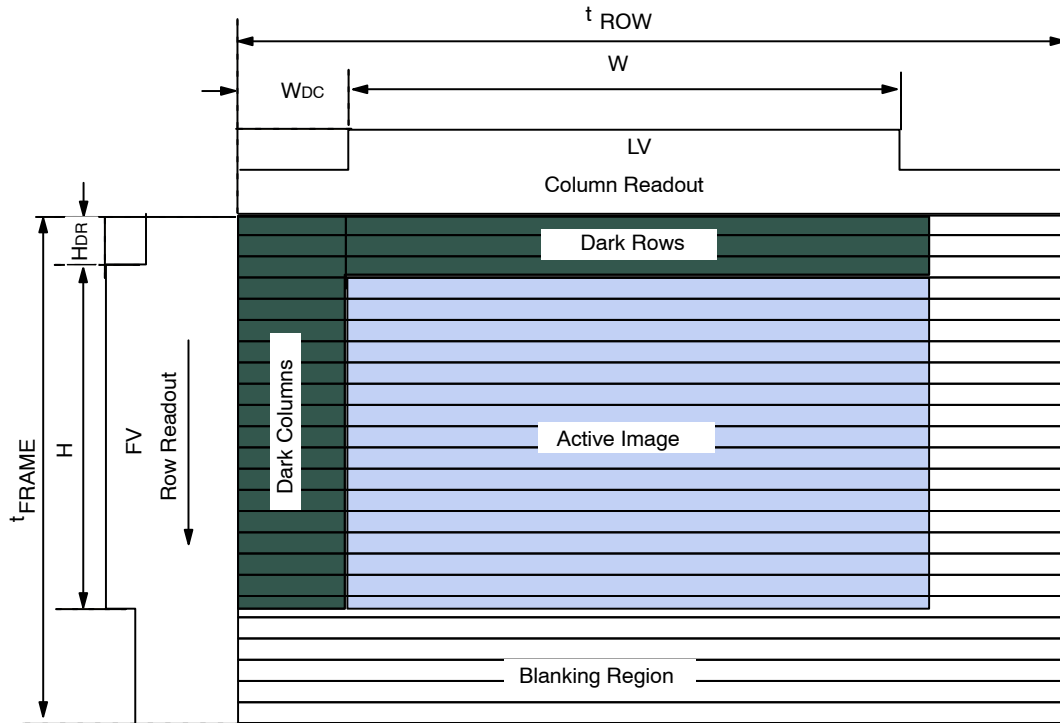 t ROW
W
WDC
LV
Column Readout
HDR
Dark Rows
tFRAME
H
FV
Row Readout
Dark Columns
Active Image
Blanking Region